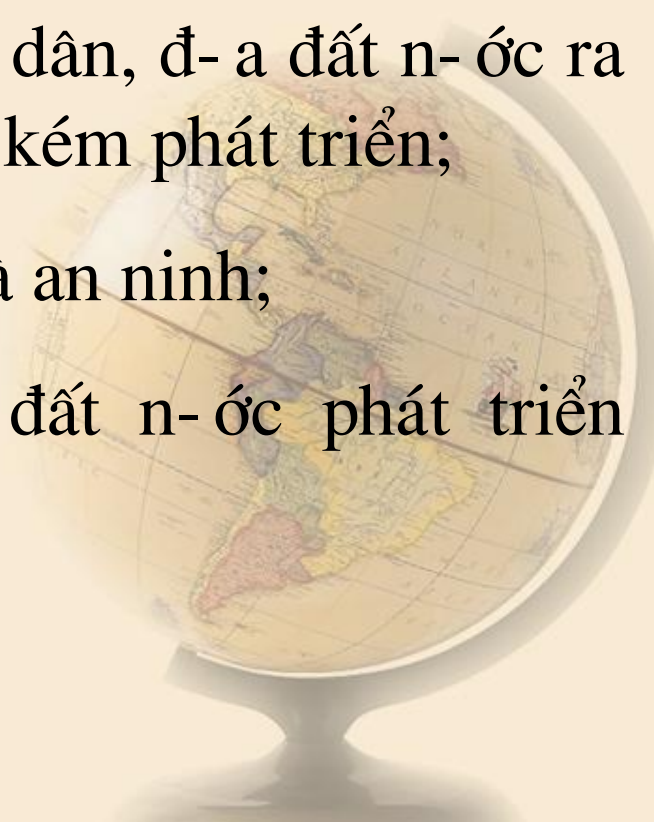 dân, đ- a đất n- ớc ra
kém phát triển;
à an ninh;
đất n- ớc phát triển